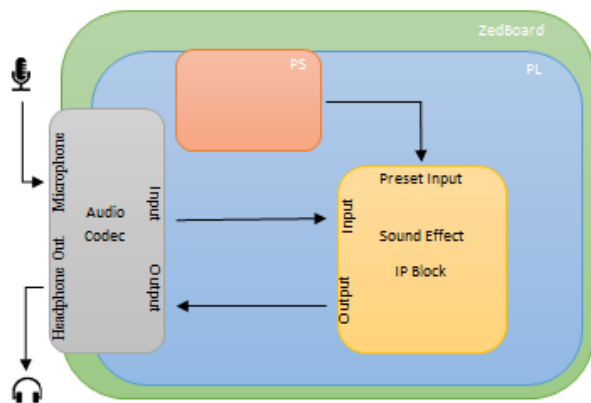 ZedBoard
PS
PL
Microphone
Headphone Out
Audio
Codec
Input
Output
Preset Input
Input
Output
Sound Effect
IP Block